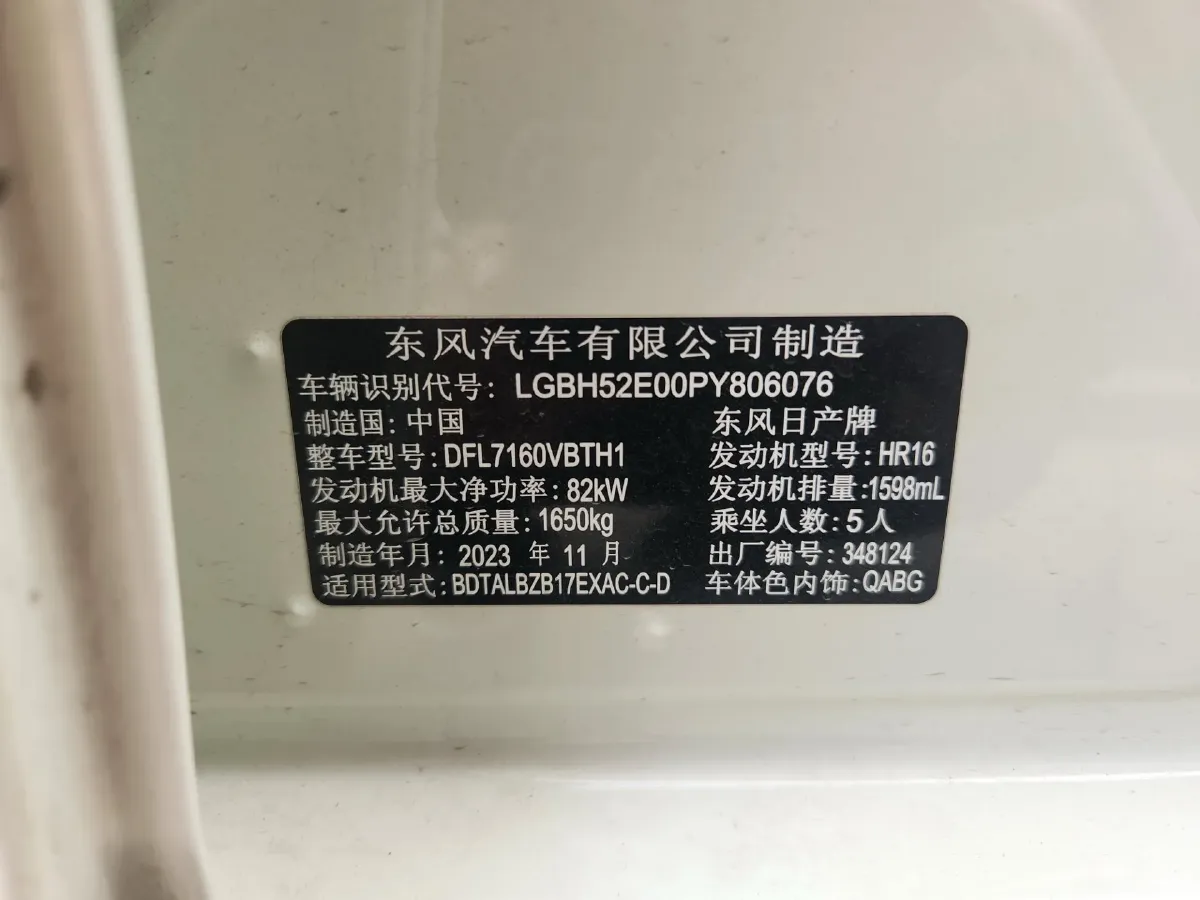 东风汽车有限公司制造
车辆识别代号: LGBH52E00PY806076
制造国: 中国 东风日产牌
整车型号: DFL7160VBTH1 发动机型号: HR16
发动机最大净功率: 82kW 发动机排量: 1598mL
最大允许总质量: 1650kg 乘坐人数: 5人
制造年月: 2023 年 11 月 出厂编号: 348124
适用型式: BDTALBZB17EXAC-C-D 车体色内饰: QABG